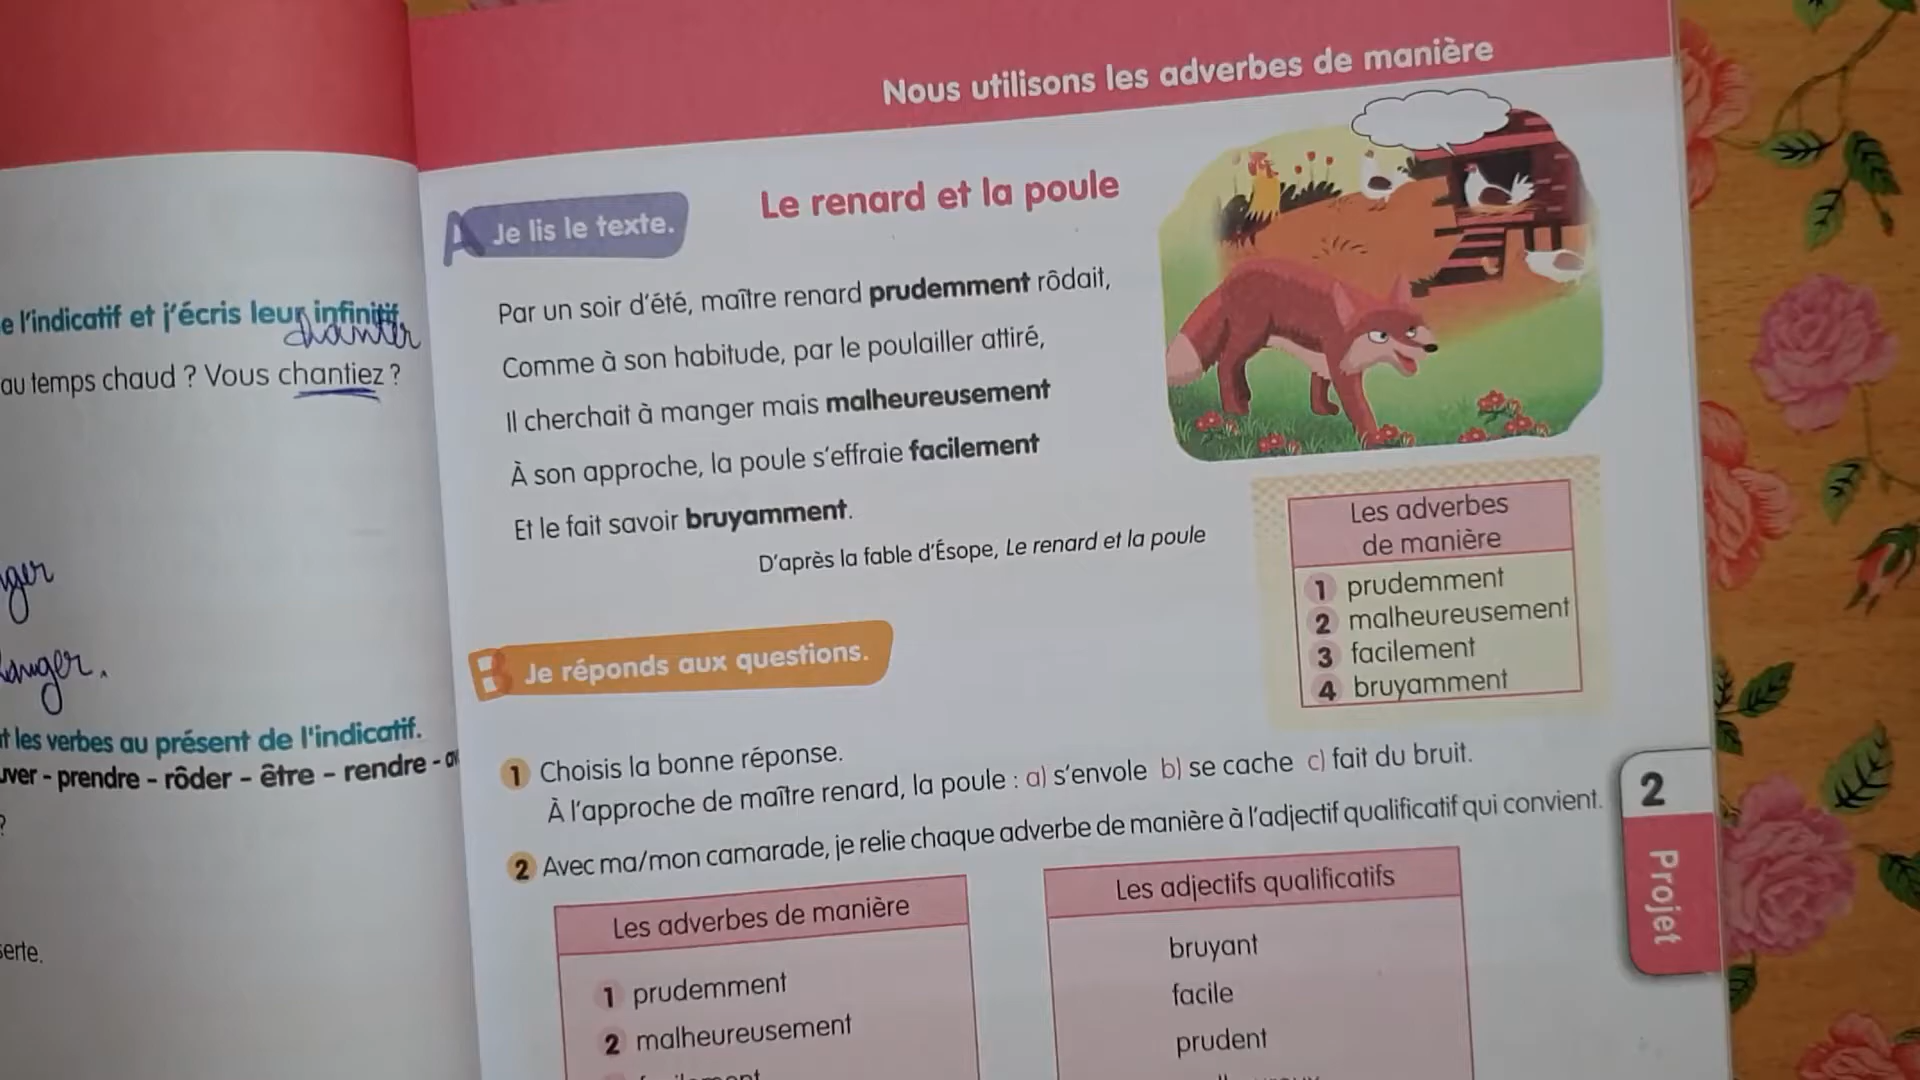 Nous utilisons les adverbes de manière
A Je lis le texte.
Le renard et la poule
Par un soir d'été, maître renard prudemment rôdait,
Comme à son habitude, par le poulailler attiré,
Il cherchait à manger mais malheureusement
À son approche, la poule s'effraie facilement
Et le fait savoir bruyamment.
D'après la fable d'Ésope, Le renard et la poule
Les adverbes
de manière
1 prudemment
2 malheureusement
3 facilement
4 bruyamment
B Je réponds aux questions.
1 Choisis la bonne réponse.
À l'approche de maître renard, la poule : a) s'envole b) se cache c) fait du bruit.
2 Avec ma/mon camarade, je relie chaque adverbe de manière à l'adjectif qualificatif qui convient.
Les adverbes de manière
1 prudemment
2 malheureusement
Les adjectifs qualificatifs
bruyant
facile
prudent
2
Projet
e l'indicatif et j'écris leur infinitif
chanter
au temps chaud ? Vous chantiez ?
t les verbes au présent de l'indicatif.
uver - prendre - rôder - être - rendre -
?
serte.